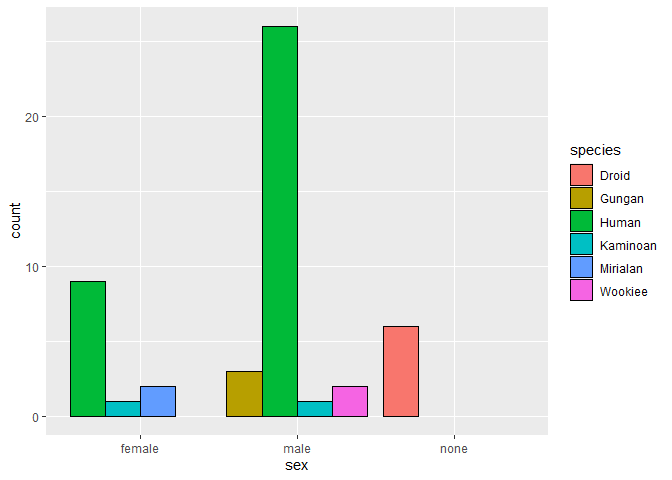 count
20
10
0
female
male
none
sex
species
Droid
Gungan
Human
Kaminoan
Mirialan
Wookiee